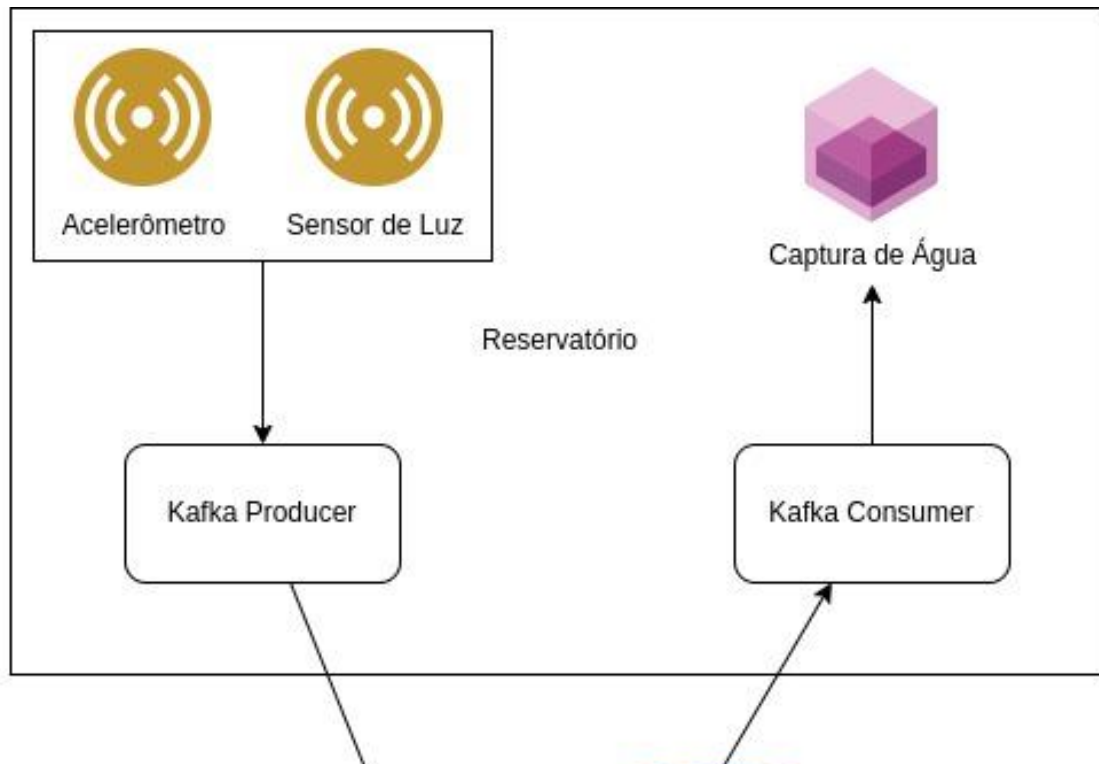 Acelerômetro
Sensor de Luz
Captura de Água
Reservatório
Kafka Producer
Kafka Consumer